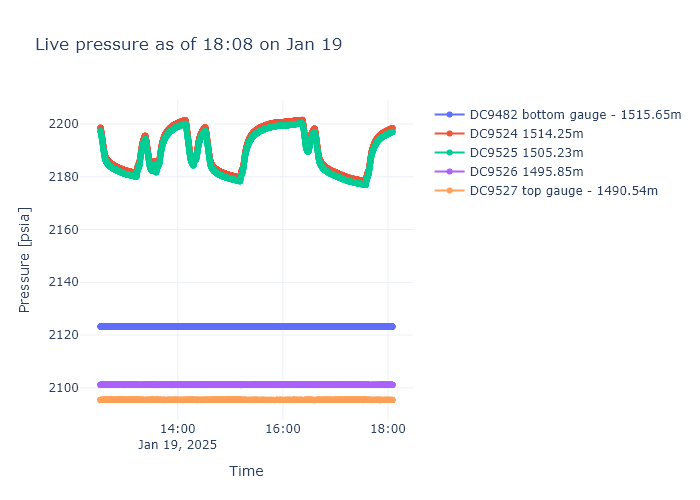 Live pressure as of 18:08 on Jan 19
DC9482 bottom gauge - 1515.65m
DC9524 1514.25m
DC9525 1505.23m
DC9526 1495.85m
DC9527 top gauge - 1490.54m
Pressure [psia]
2200
2180
2160
2140
2120
2100
14:00
Jan 19, 2025
16:00
18:00
Time